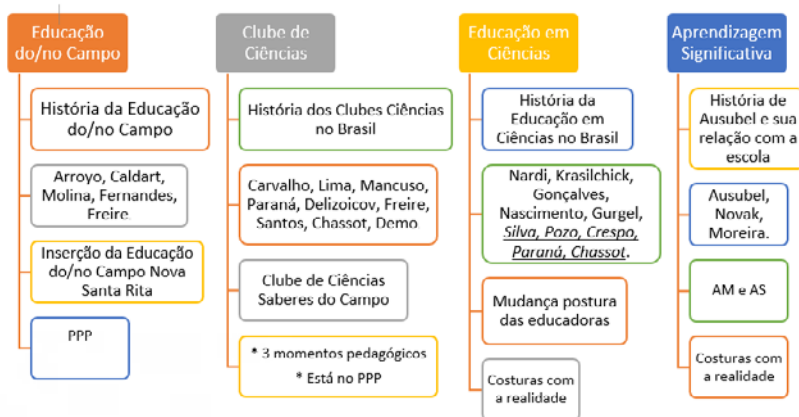 Educação
do/no Campo
História da Educação
do/no Campo
Arroyo, Caldart,
Molina, Fernandes,
Freire.
Inserção da Educação
do/no Campo Nova
Santa Rita
PPP
Clube de
Ciências
História dos Clubes Ciências
no Brasil
Carvalho, Lima, Mancuso,
Paraná, Delizoicov, Freire,
Santos, Chassot, Demo
Clube de Ciências
Saberes do Campo
* 3 momentos pedagógicos
* Está no PPP
Educação em
Ciências
História da
Educação em
Ciências no Brasil
Nardi, Krasilchick,
Gonçalves,
Nascimento, Gurgel,
Silva, Pozo, Crespo,
Paraná, Chassot.
Mudança postura
das educadoras
Costuras com
a realidade
Aprendizagem
Significativa
História de
Ausubel e sua
relação com a
escola
Ausubel,
Novak,
Moreira.
AM e AS
Costuras com
a realidade